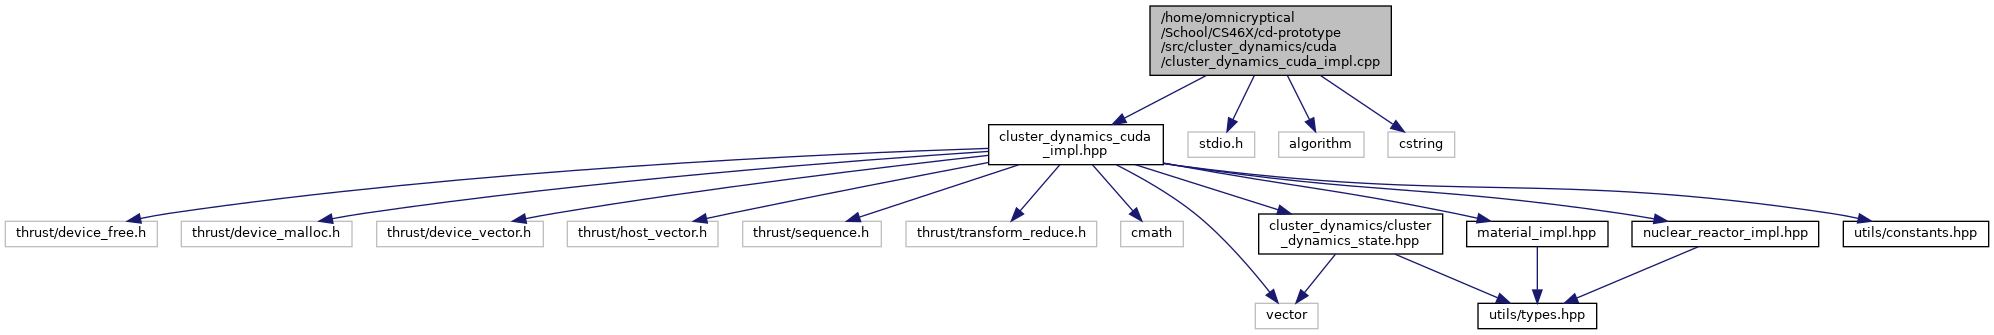 /home/omnicryptical
/School/CS46X/cd-prototype
/src/cluster_dynamics/cuda
/cluster_dynamics_cuda_impl.cpp
cluster_dynamics_cuda
_impl.hpp
stdio.h
algorithm
cstring
thrust/device_free.h
thrust/device_malloc.h
thrust/device_vector.h
thrust/host_vector.h
thrust/sequence.h
thrust/transform_reduce.h
cmath
cluster_dynamics/cluster
_dynamics_state.hpp
material_impl.hpp
nuclear_reactor_impl.hpp
utils/constants.hpp
vector
utils/types.hpp